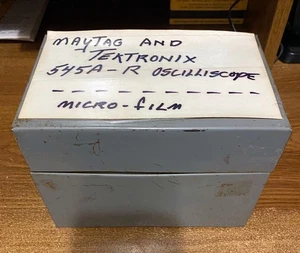 MAYTAG AND
TEKTRONIX
545A-R OSCILLISCOPE
MICRO-FILM